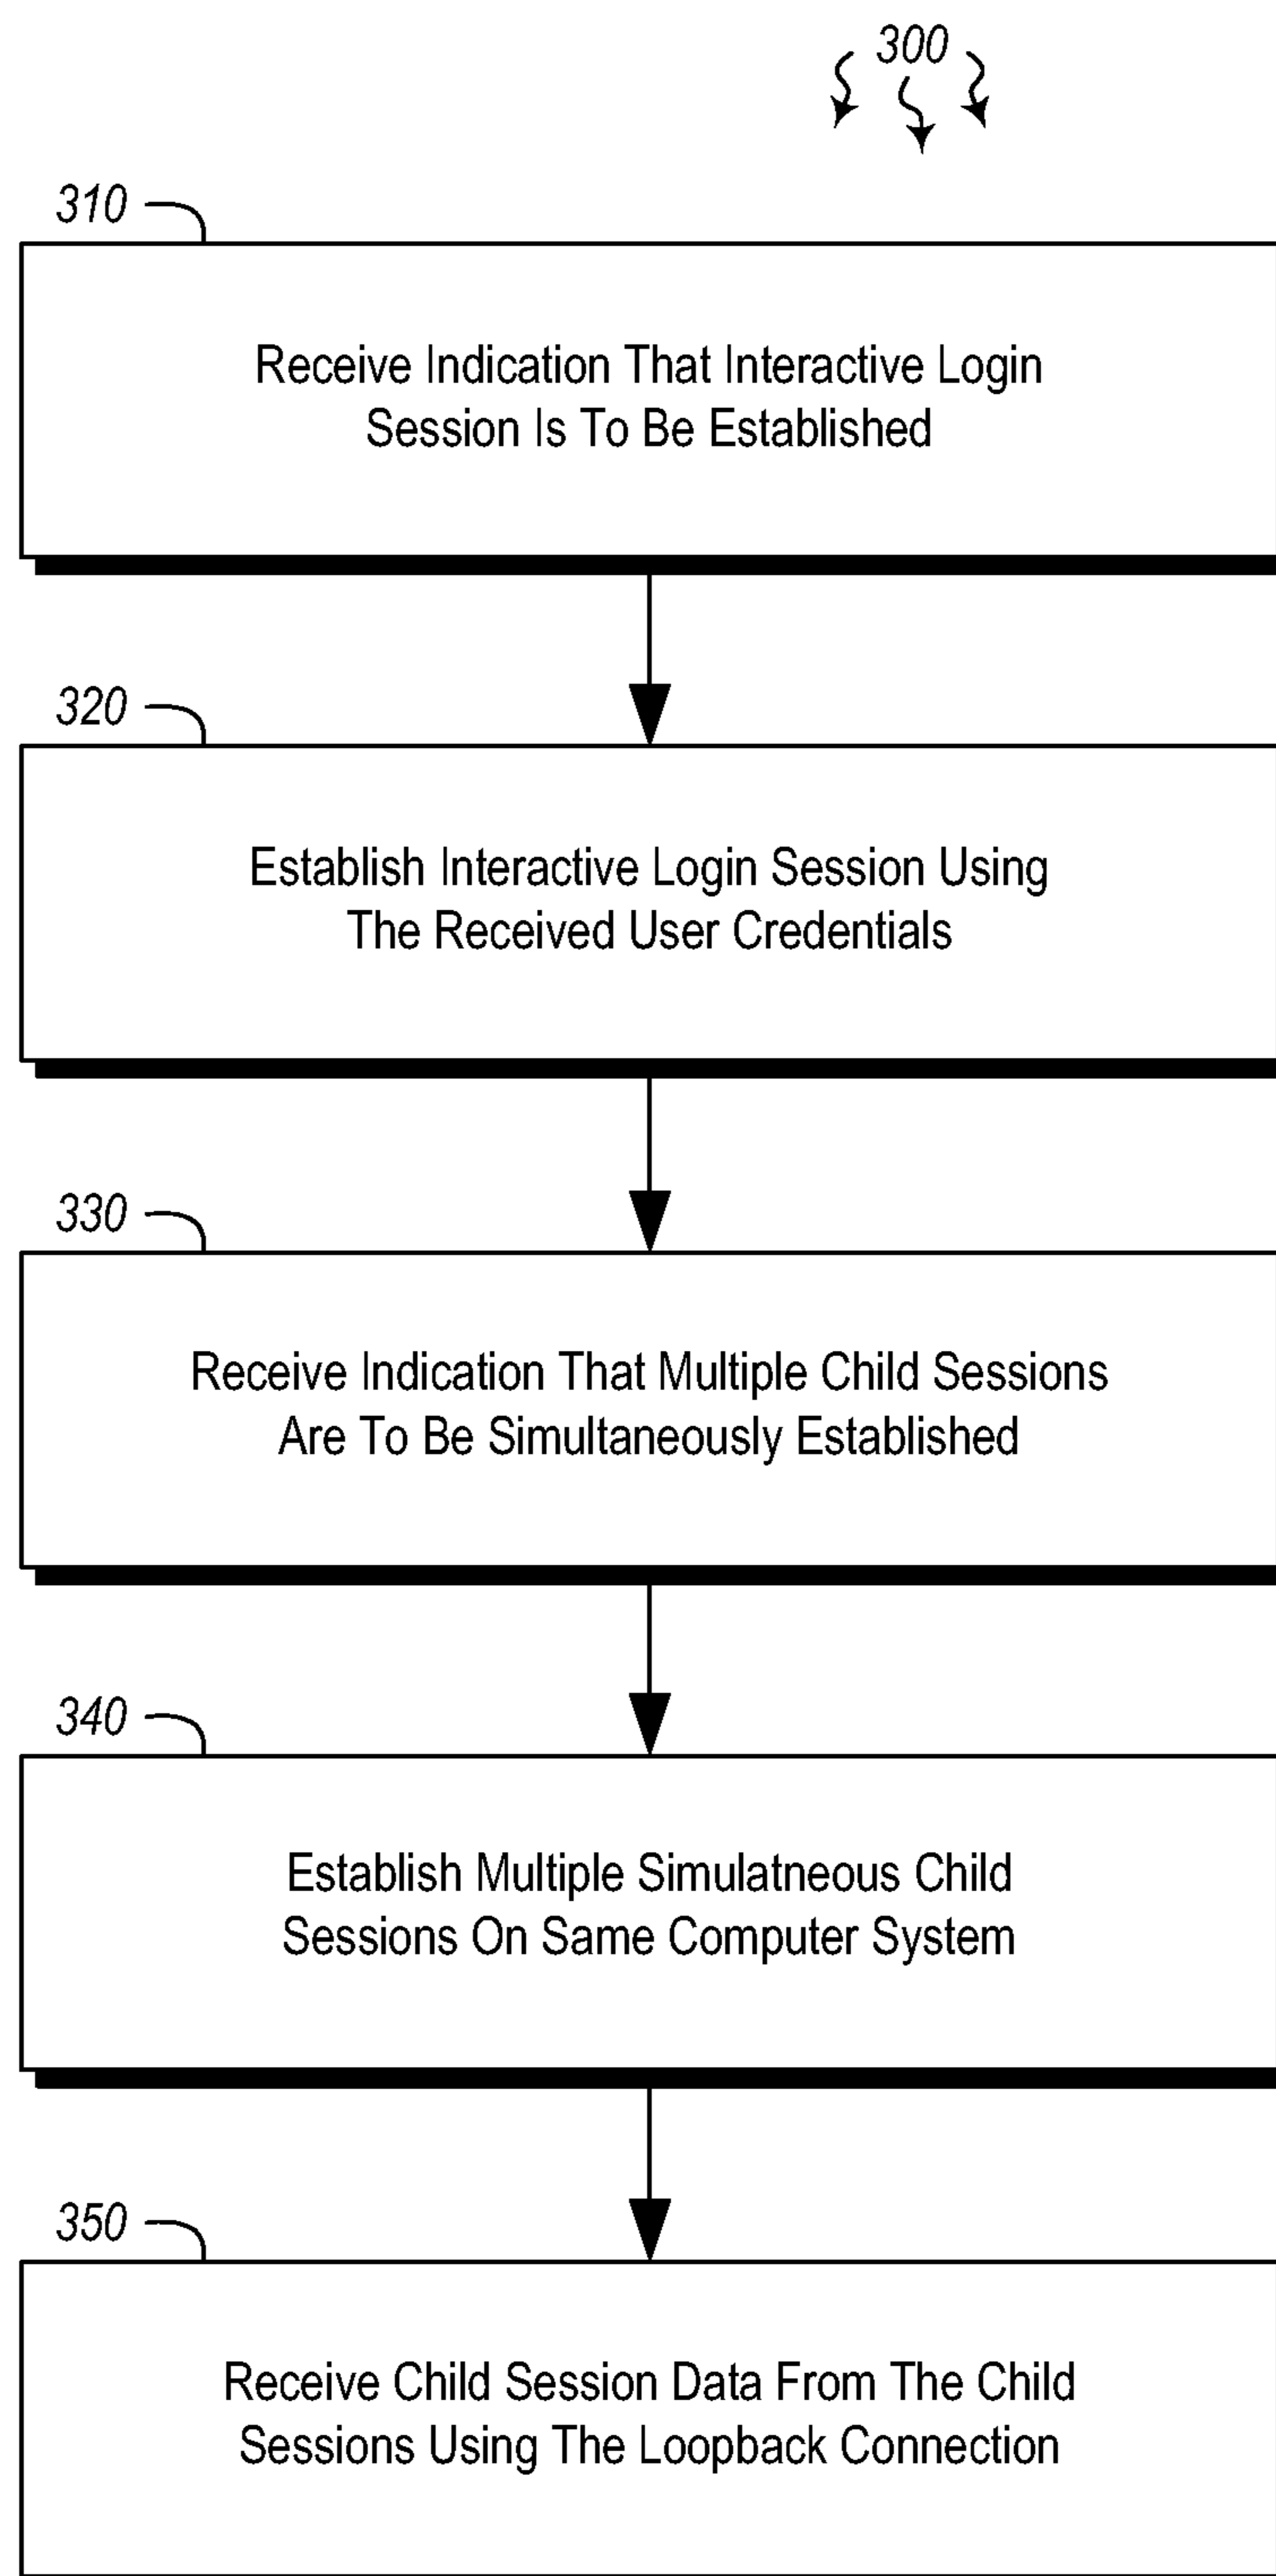 300
310
Receive Indication That Interactive Login
Session Is To Be Established
320
Establish Interactive Login Session Using
The Received User Credentials
330
Receive Indication That Multiple Child Sessions
Are To Be Simultaneously Established
340
Establish Multiple Simulatneous Child
Sessions On Same Computer System
350
Receive Child Session Data From The Child
Sessions Using The Loopback Connection